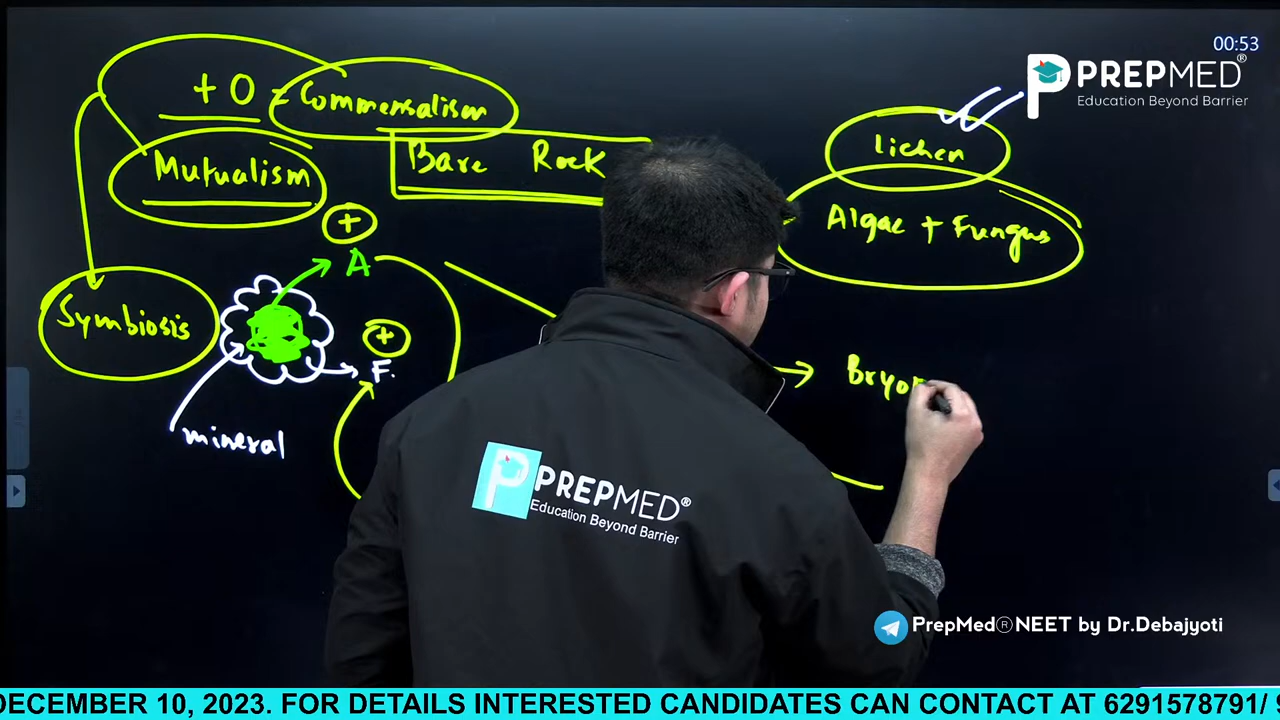 00:53
PREPMED®
Education Beyond Barrier
+ 0 = Commensalism
Mutualism
Bare Rock
Lichen
Algae + Fungus
+
A
Symbiosis
+
F.
mineral
PREPMED®
Education Beyond Barrier
PrepMed®NEET by Dr.Debajyoti
DECEMBER 10, 2023. FOR DETAILS INTERESTED CANDIDATES CAN CONTACT AT 6291578791/